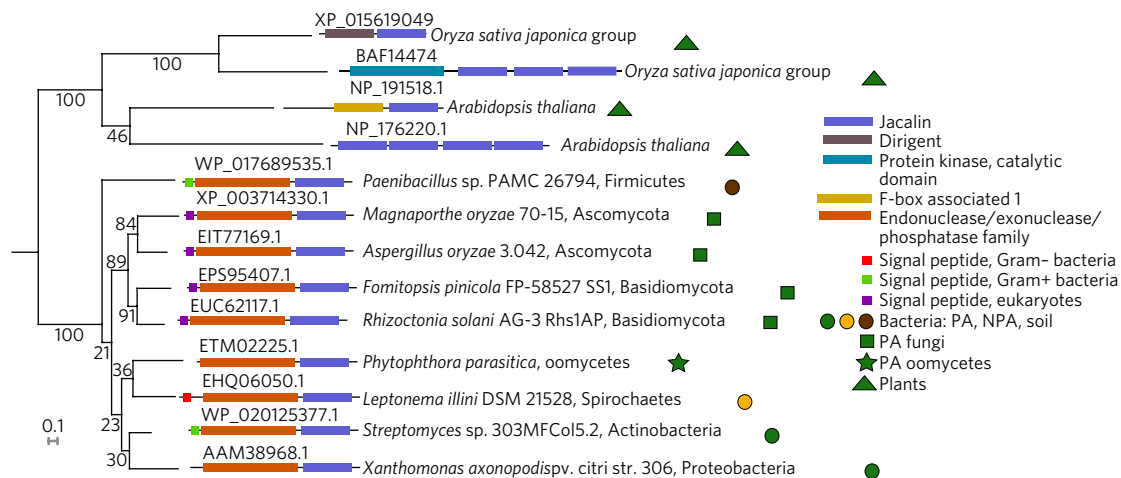 XP_015619049
Oryza sativa japonica group
100
BAF14474
Oryza sativa japonica group
100
NP_191518.1
Arabidopsis thaliana
46
NP_176220.1
Arabidopsis thaliana
WP_017689535.1
Paenibacillus sp. PAMC 26794, Firmicutes
XP_003714330.1
84
Magnaporthe oryzae 70-15, Ascomycota
EIT77169.1
Aspergillus oryzae 3.042, Ascomycota
89
EPS95407.1
Fomitopsis pinicola FP-58527 SS1, Basidiomycota
EUC62117.1
91
Rhizoctonia solani AG-3 Rhs1AP, Basidiomycota
100
21
ETM02225.1
Phytophthora parasitica, oomycetes
36
EHQ06050.1
Leptonema illini DSM 21528, Spirochaetes
WP_020125377.1
23
Streptomyces sp. 303MFCol5.2, Actinobacteria
0.1
AAM38968.1
30
Xanthomonas axonopodispv. citri str. 306, Proteobacteria
Jacalin
Dirigent
Protein kinase, catalytic
domain
F-box associated 1
Endonuclease/exonuclease/
phosphatase family
Signal peptide, Gram− bacteria
Signal peptide, Gram+ bacteria
Signal peptide, eukaryotes
Bacteria: PA, NPA, soil
PA fungi
PA oomycetes
Plants